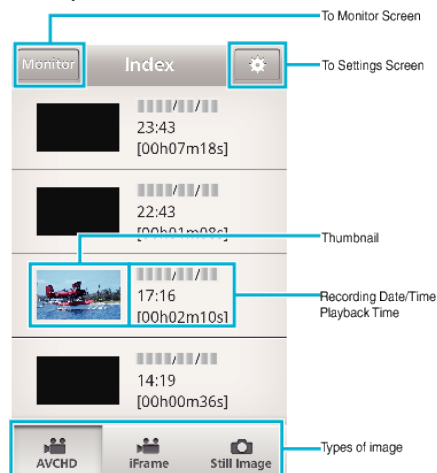 To Monitor Screen
Monitor
Index
To Settings Screen
23:43
[00h07m18s]
22:43
[00h01m08s]
Thumbnail
17:16
[00h02m10s]
Recording Date/Time
Playback Time
14:19
[00h00m36s]
AVCHD
iFrame
Still Image
Types of image